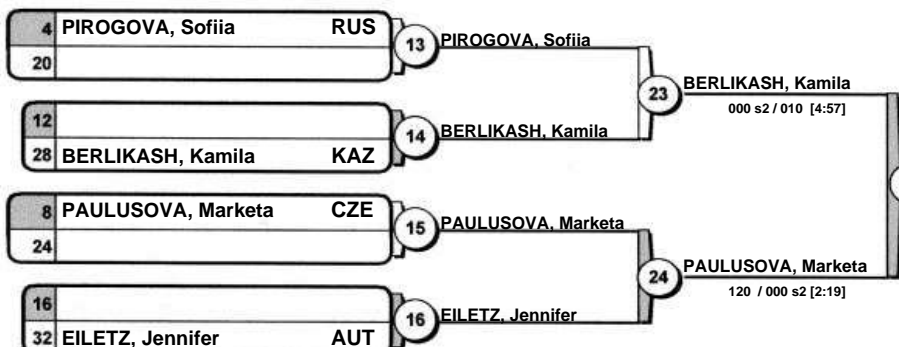 4 PIROGOVA, Sofiia RUS
20
13
PIROGOVA, Sofiia
12
28 BERLIKASH, Kamila KAZ
14
BERLIKASH, Kamila
23
BERLIKASH, Kamila
000 s2 / 010 [4:57]
8 PAULUSOVA, Marketa CZE
24
15
PAULUSOVA, Marketa
16
32 EILETZ, Jennifer AUT
16
EILETZ, Jennifer
24
PAULUSOVA, Marketa
120 / 000 s2 [2:19]